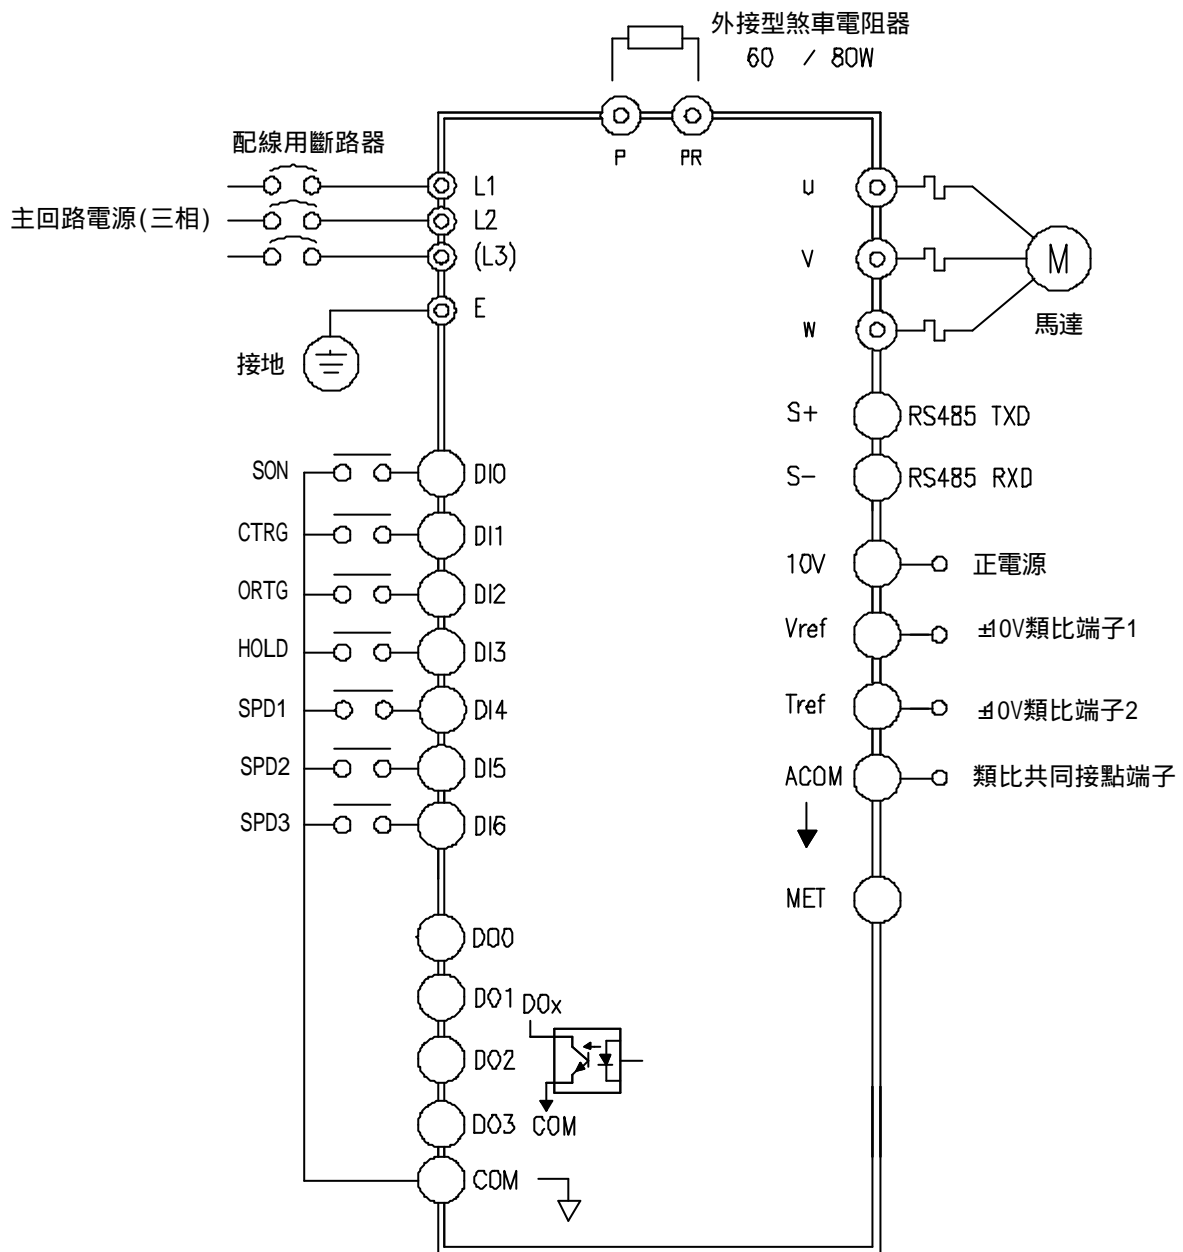 外接型煞車電阻器
60 / 80W
P
PR
配線用斷路器
主回路電源(三相)
L1
L2
(L3)
E
接地
U
V
W
M
馬達
S+
RS485 TXD
S-
RS485 RXD
10V
正電源
Vref
±10V類比端子1
Tref
±10V類比端子2
ACOM
類比共同接點端子
MET
SON
DI0
CTRG
DI1
ORTG
DI2
HOLD
DI3
SPD1
DI4
SPD2
DI5
SPD3
DI6
DO0
DO1
DOx
DO2
DO3
COM
COM